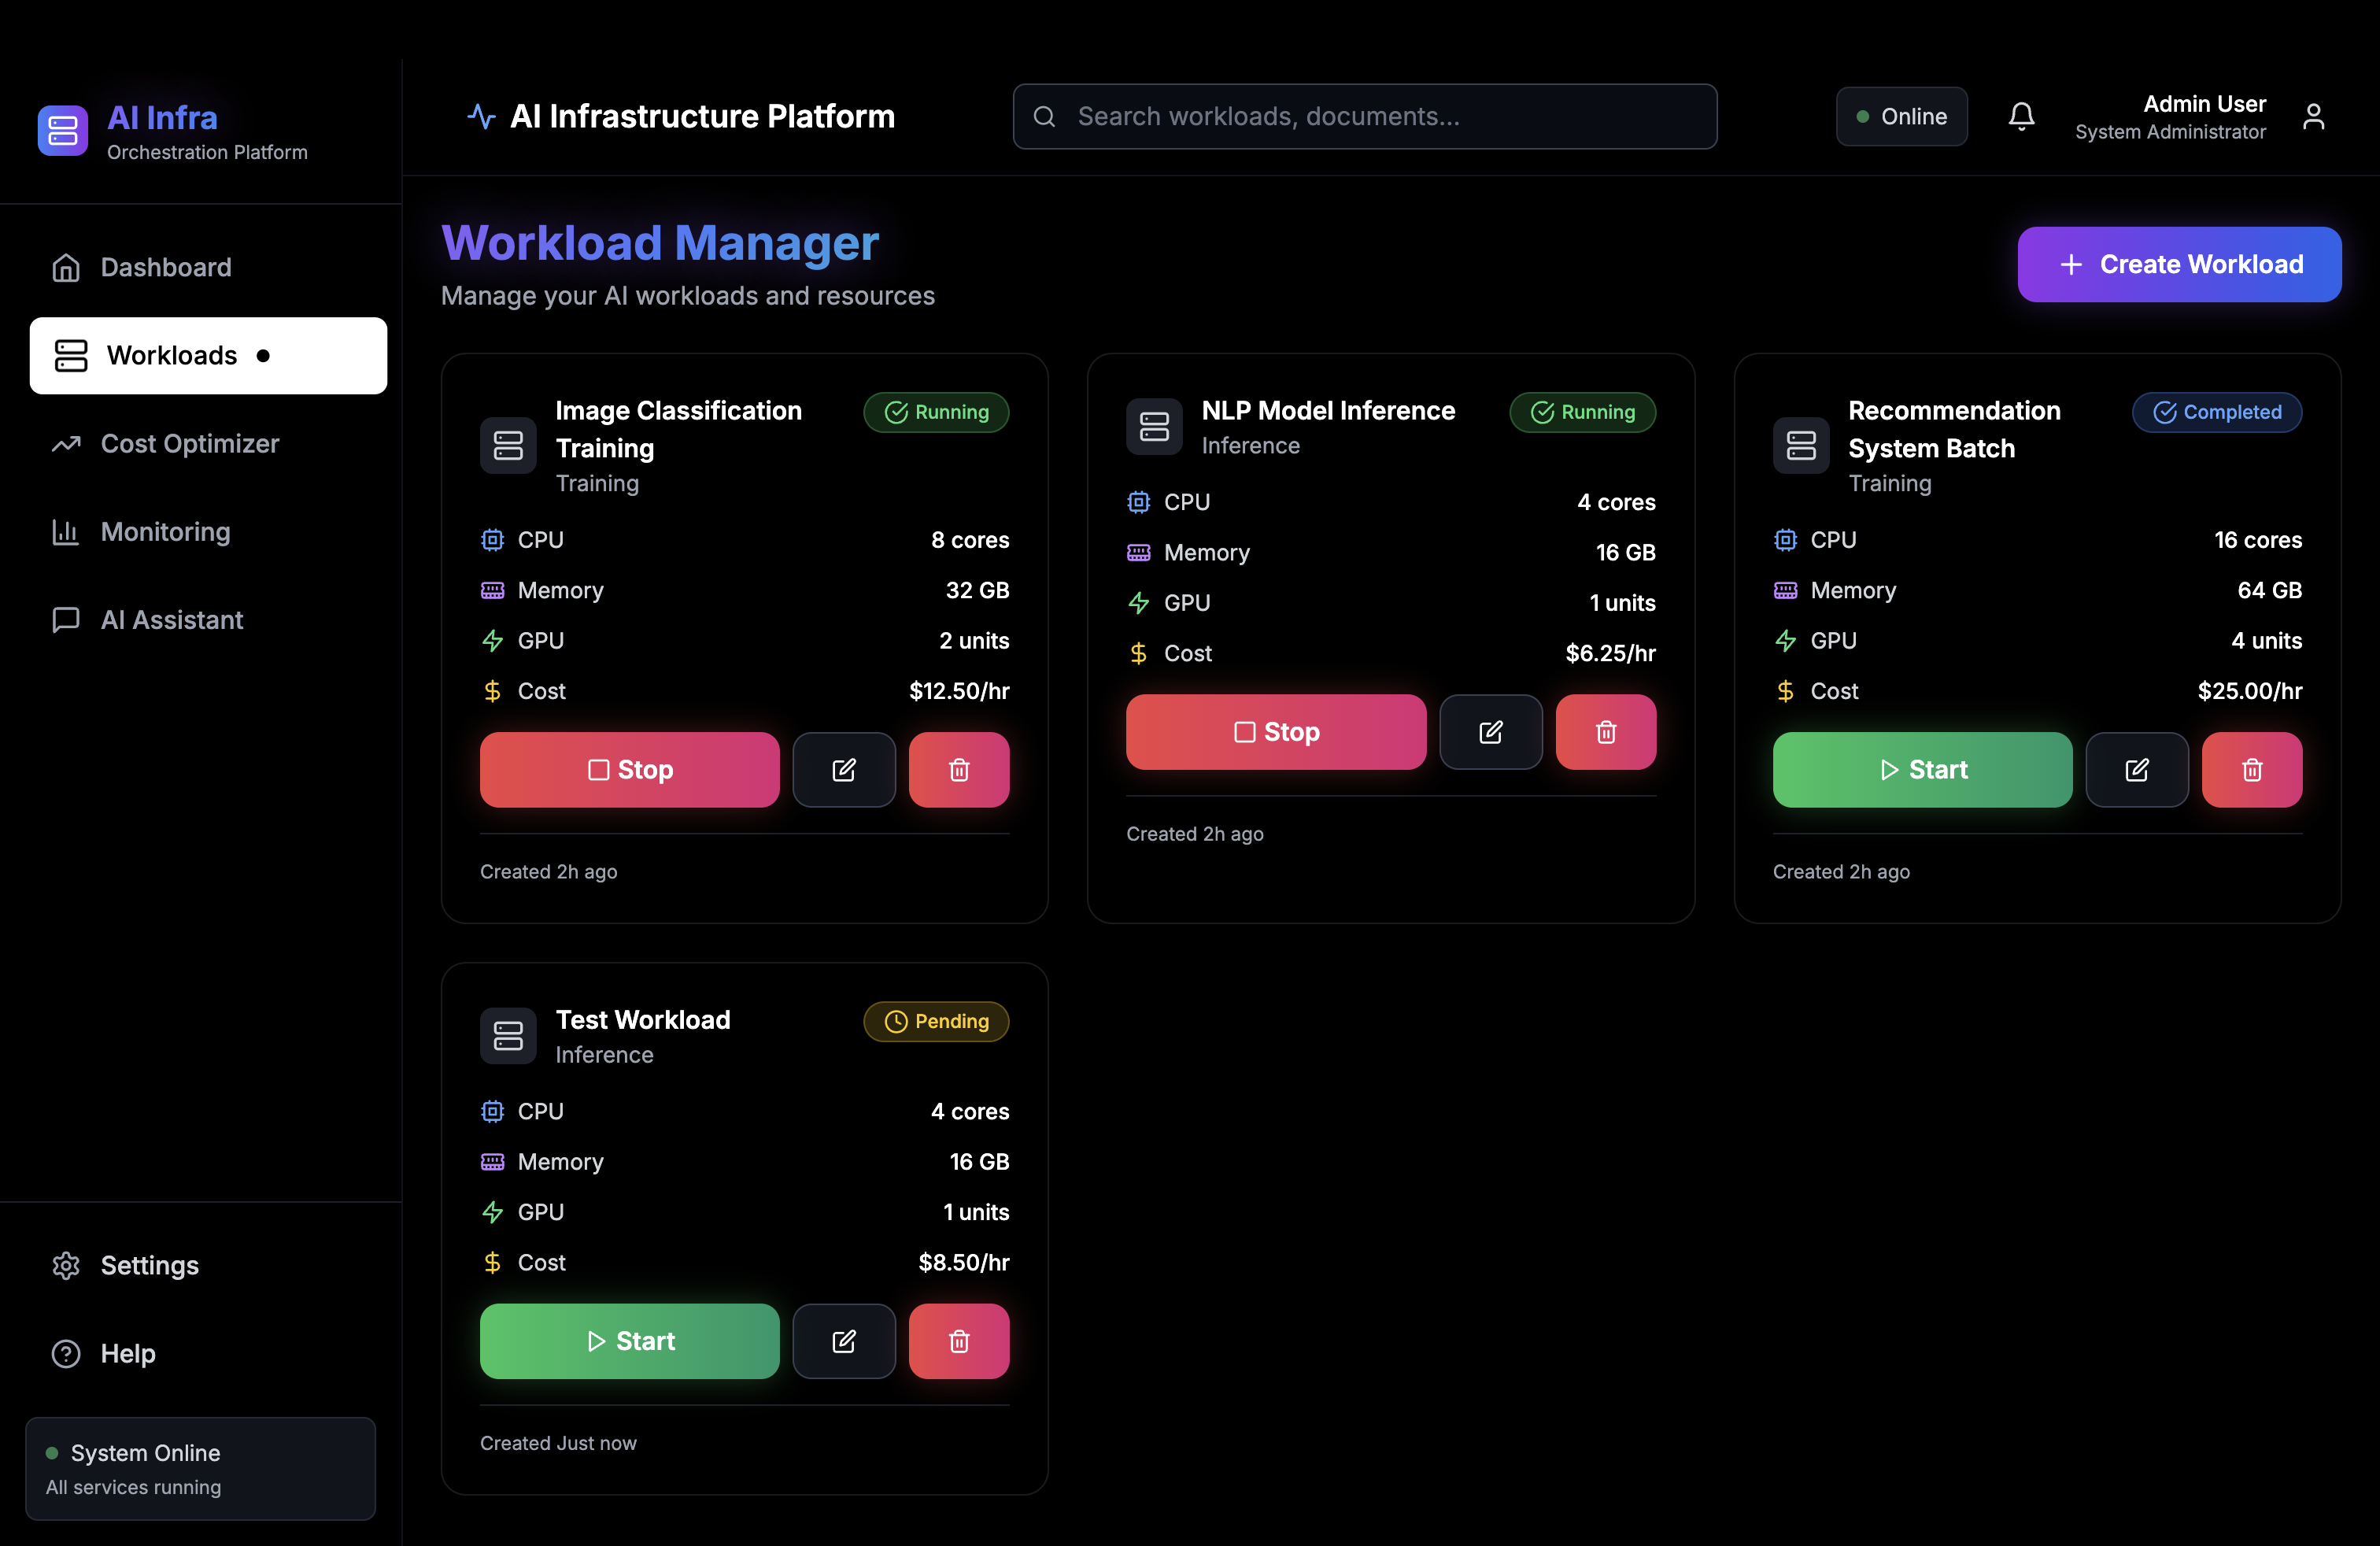 AI Infra
Orchestration Platform
Dashboard
Workloads
Cost Optimizer
Monitoring
AI Assistant
Settings
Help
System Online
All services running
AI Infrastructure Platform
Search workloads, documents...
Online
Admin User
System Administrator
Workload Manager
Manage your AI workloads and resources
Create Workload
Image Classification
Training
Training
Running
CPU 8 cores
Memory 32 GB
GPU 2 units
Cost $12.50/hr
Stop
Created 2h ago
NLP Model Inference
Inference
Running
CPU 4 cores
Memory 16 GB
GPU 1 units
Cost $6.25/hr
Stop
Created 2h ago
Recommendation
System Batch
Training
Completed
CPU 16 cores
Memory 64 GB
GPU 4 units
Cost $25.00/hr
Start
Created 2h ago
Test Workload
Inference
Pending
CPU 4 cores
Memory 16 GB
GPU 1 units
Cost $8.50/hr
Start
Created Just now